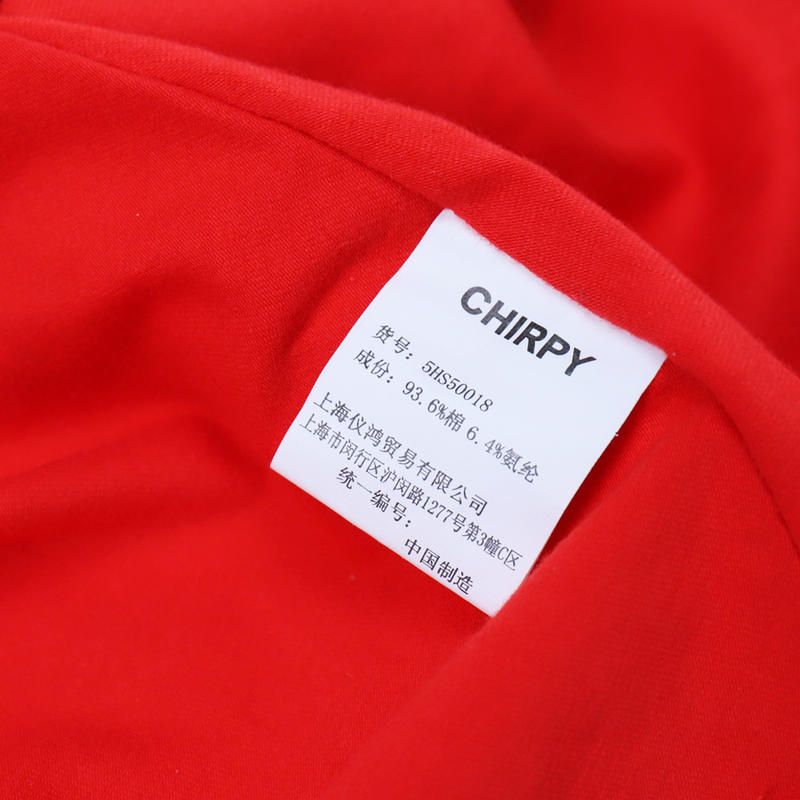 CHIRPY
货号: 5HS50018
成份: 93.6%棉 6.4%氨纶
上海仪鸿贸易有限公司
上海市闵行区沪闵路1277号第3幢C区
统一编号:
中国制造